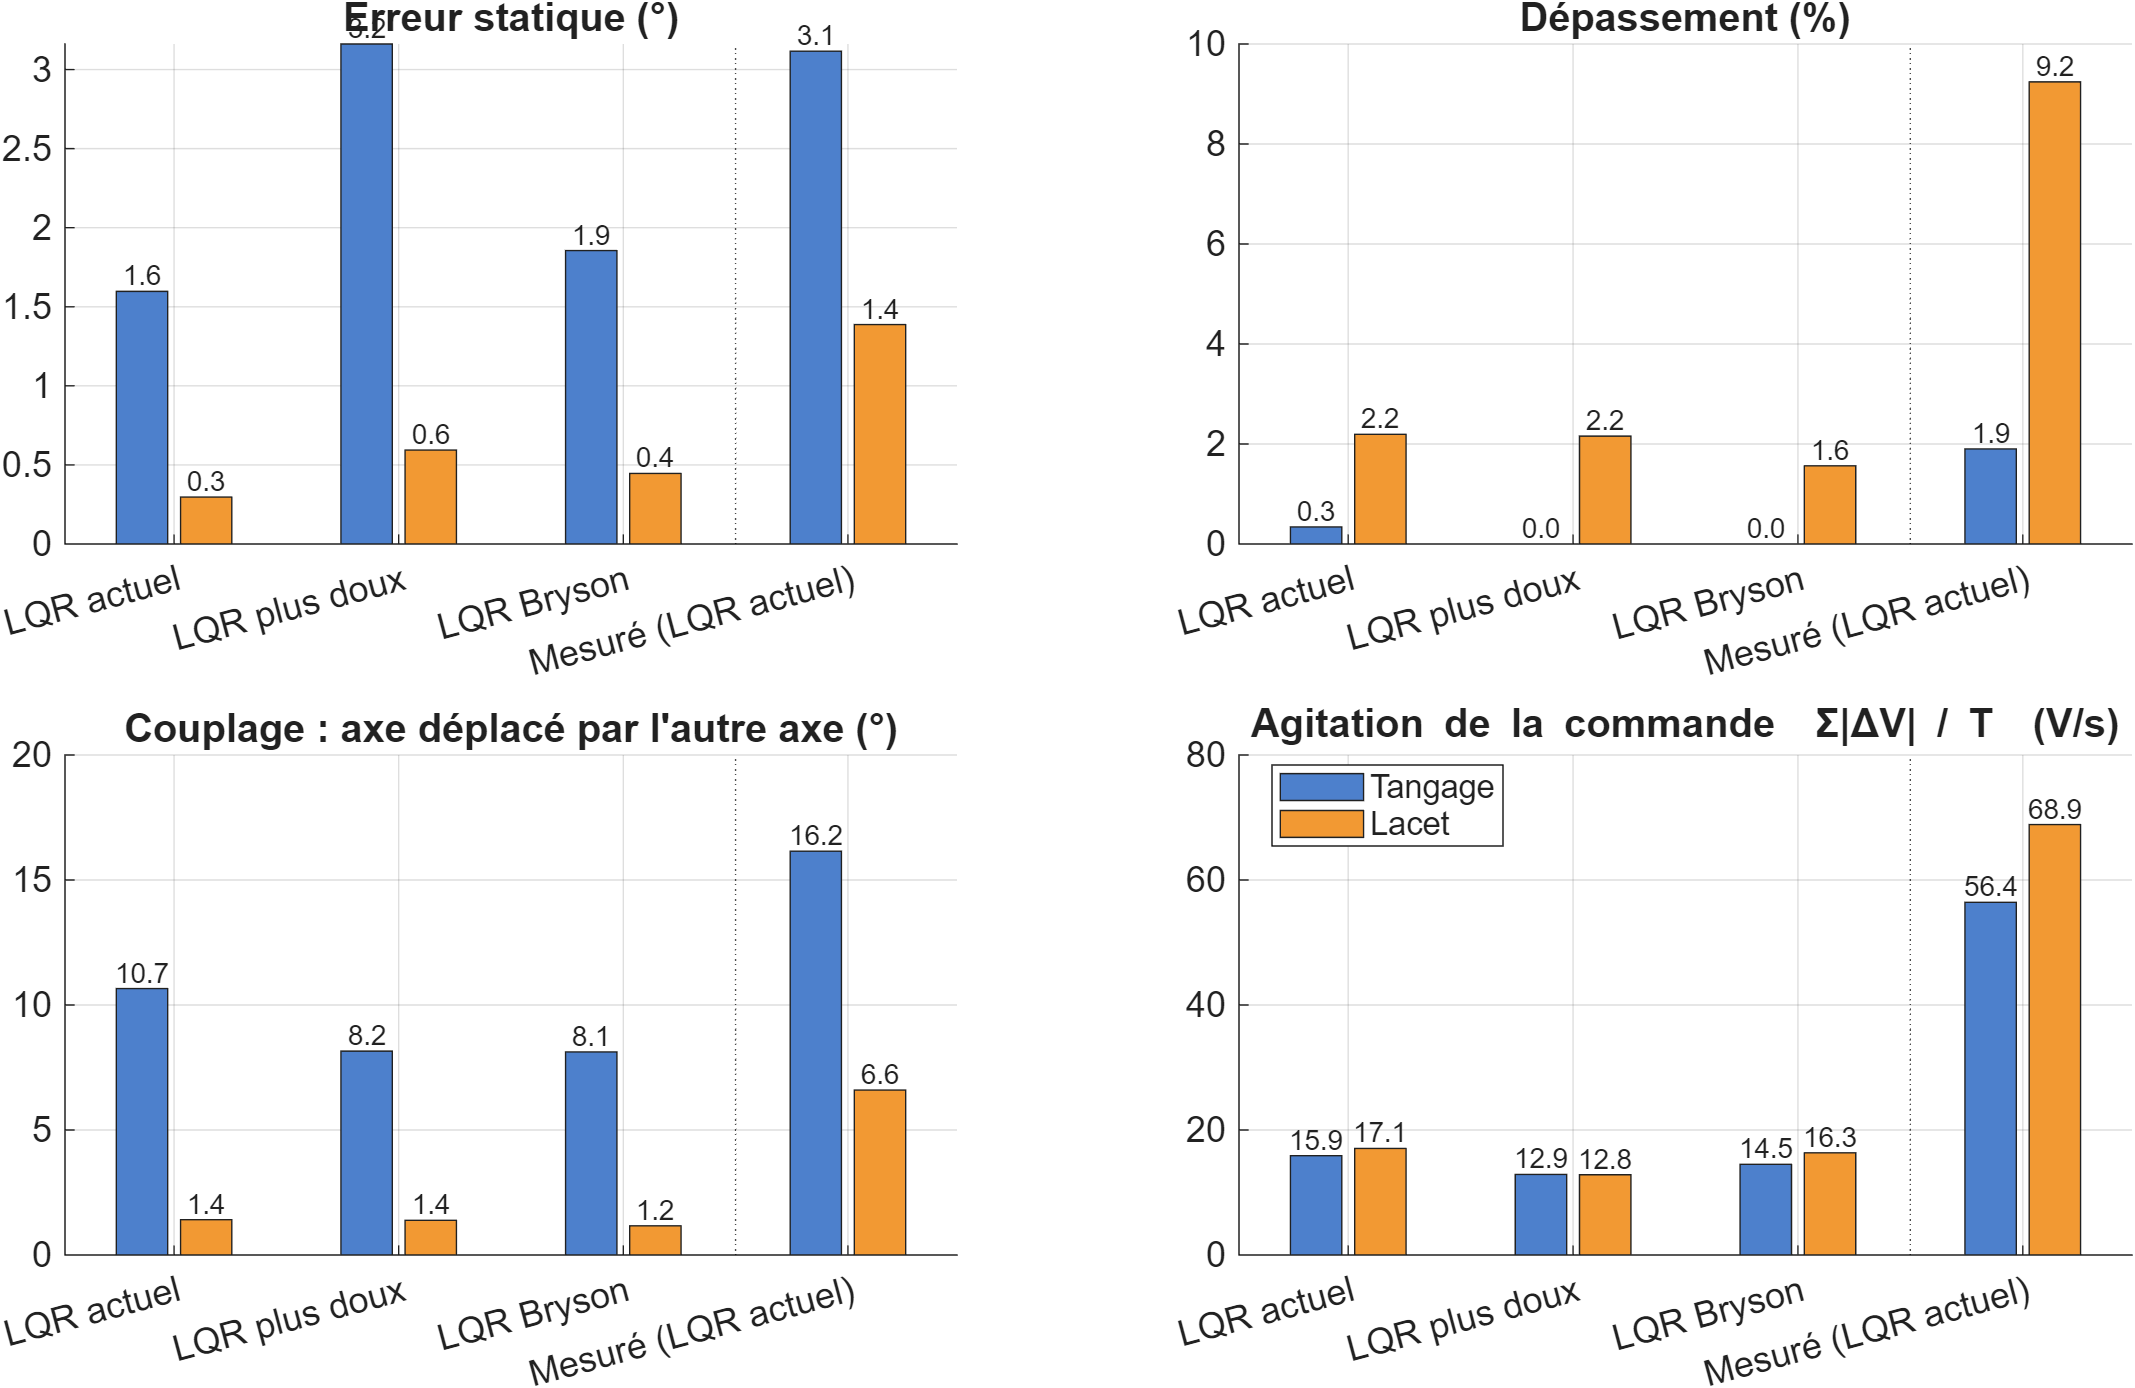 Erreur statique (°)
3
2.5
2
1.5
1
0.5
0
1.6
0.3
3.2
0.6
1.9
0.4
3.1
1.4
LQR actuel
LQR plus doux
LQR Bryson
Mesuré (LQR actuel)
Dépassement (%)
10
8
6
4
2
0
0.3
2.2
0.0
2.2
0.0
1.6
1.9
9.2
LQR actuel
LQR plus doux
LQR Bryson
Mesuré (LQR actuel)
Couplage : axe déplacé par l'autre axe (°)
20
15
10
5
0
10.7
1.4
8.2
1.4
8.1
1.2
16.2
6.6
LQR actuel
LQR plus doux
LQR Bryson
Mesuré (LQR actuel)
Agitation de la commande Σ|ΔV| / T (V/s)
80
60
40
20
0
Tangage
Lacet
15.9
17.1
12.9
12.8
14.5
16.3
56.4
68.9
LQR actuel
LQR plus doux
LQR Bryson
Mesuré (LQR actuel)